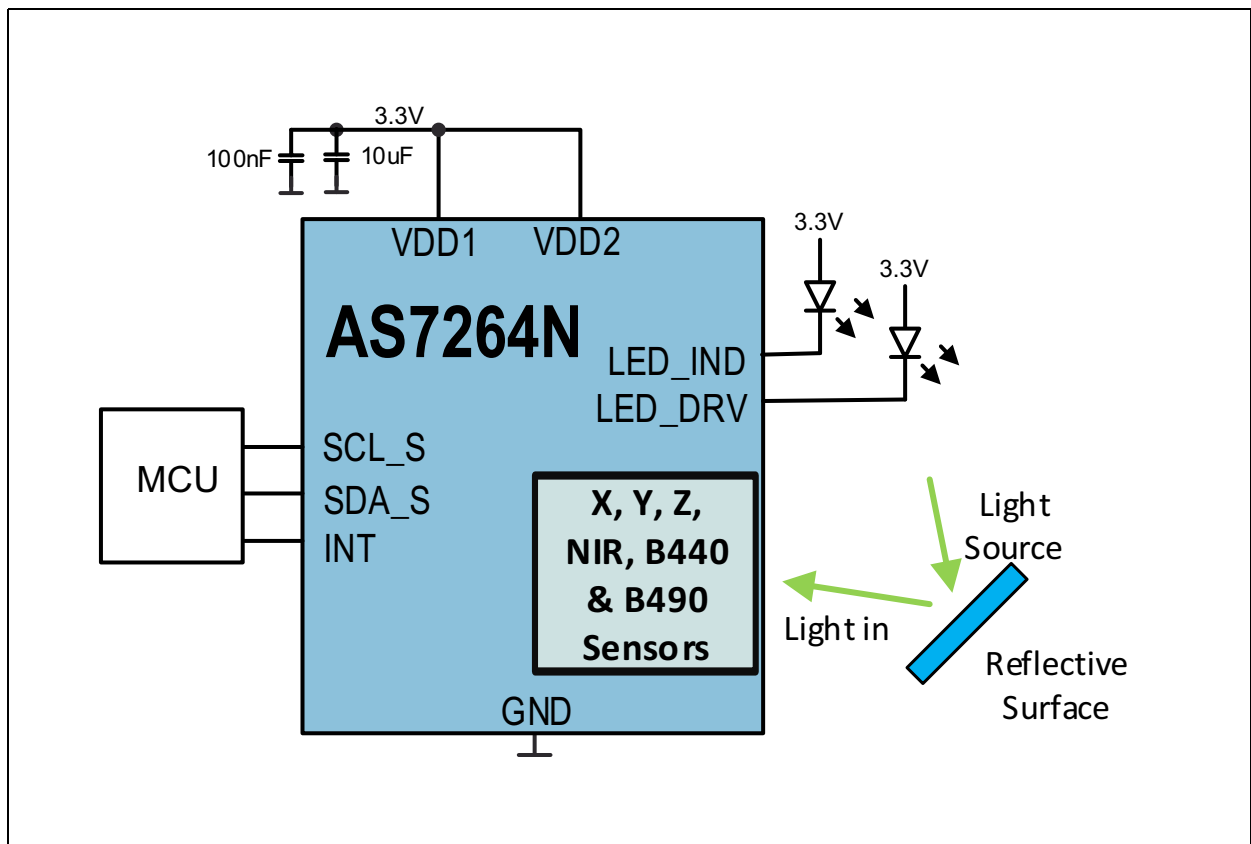 3.3V
100nF
10uF
VDD1
VDD2
3.3V
3.3V
AS7264N
LED_IND
LED_DRV
MCU
SCL_S
SDA_S
INT
X, Y, Z,
NIR, B440
& B490
Sensors
Light
Source
Light in
Reflective
Surface
GND